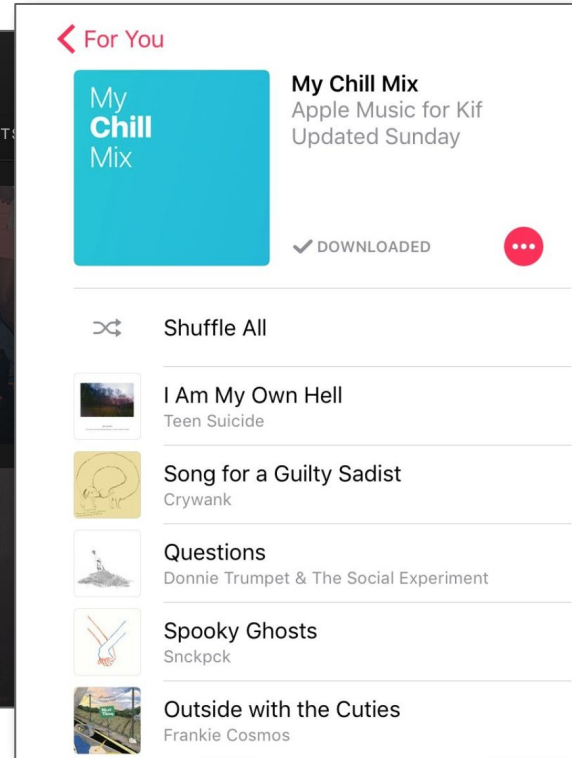 For You
My
Chill
Mix
My Chill Mix
Apple Music for Kif
Updated Sunday
DOWNLOADED
Shuffle All
I Am My Own Hell
Teen Suicide
Song for a Guilty Sadist
Crywank
Questions
Donnie Trumpet & The Social Experiment
Spooky Ghosts
Snckpck
Outside with the Cuties
Frankie Cosmos